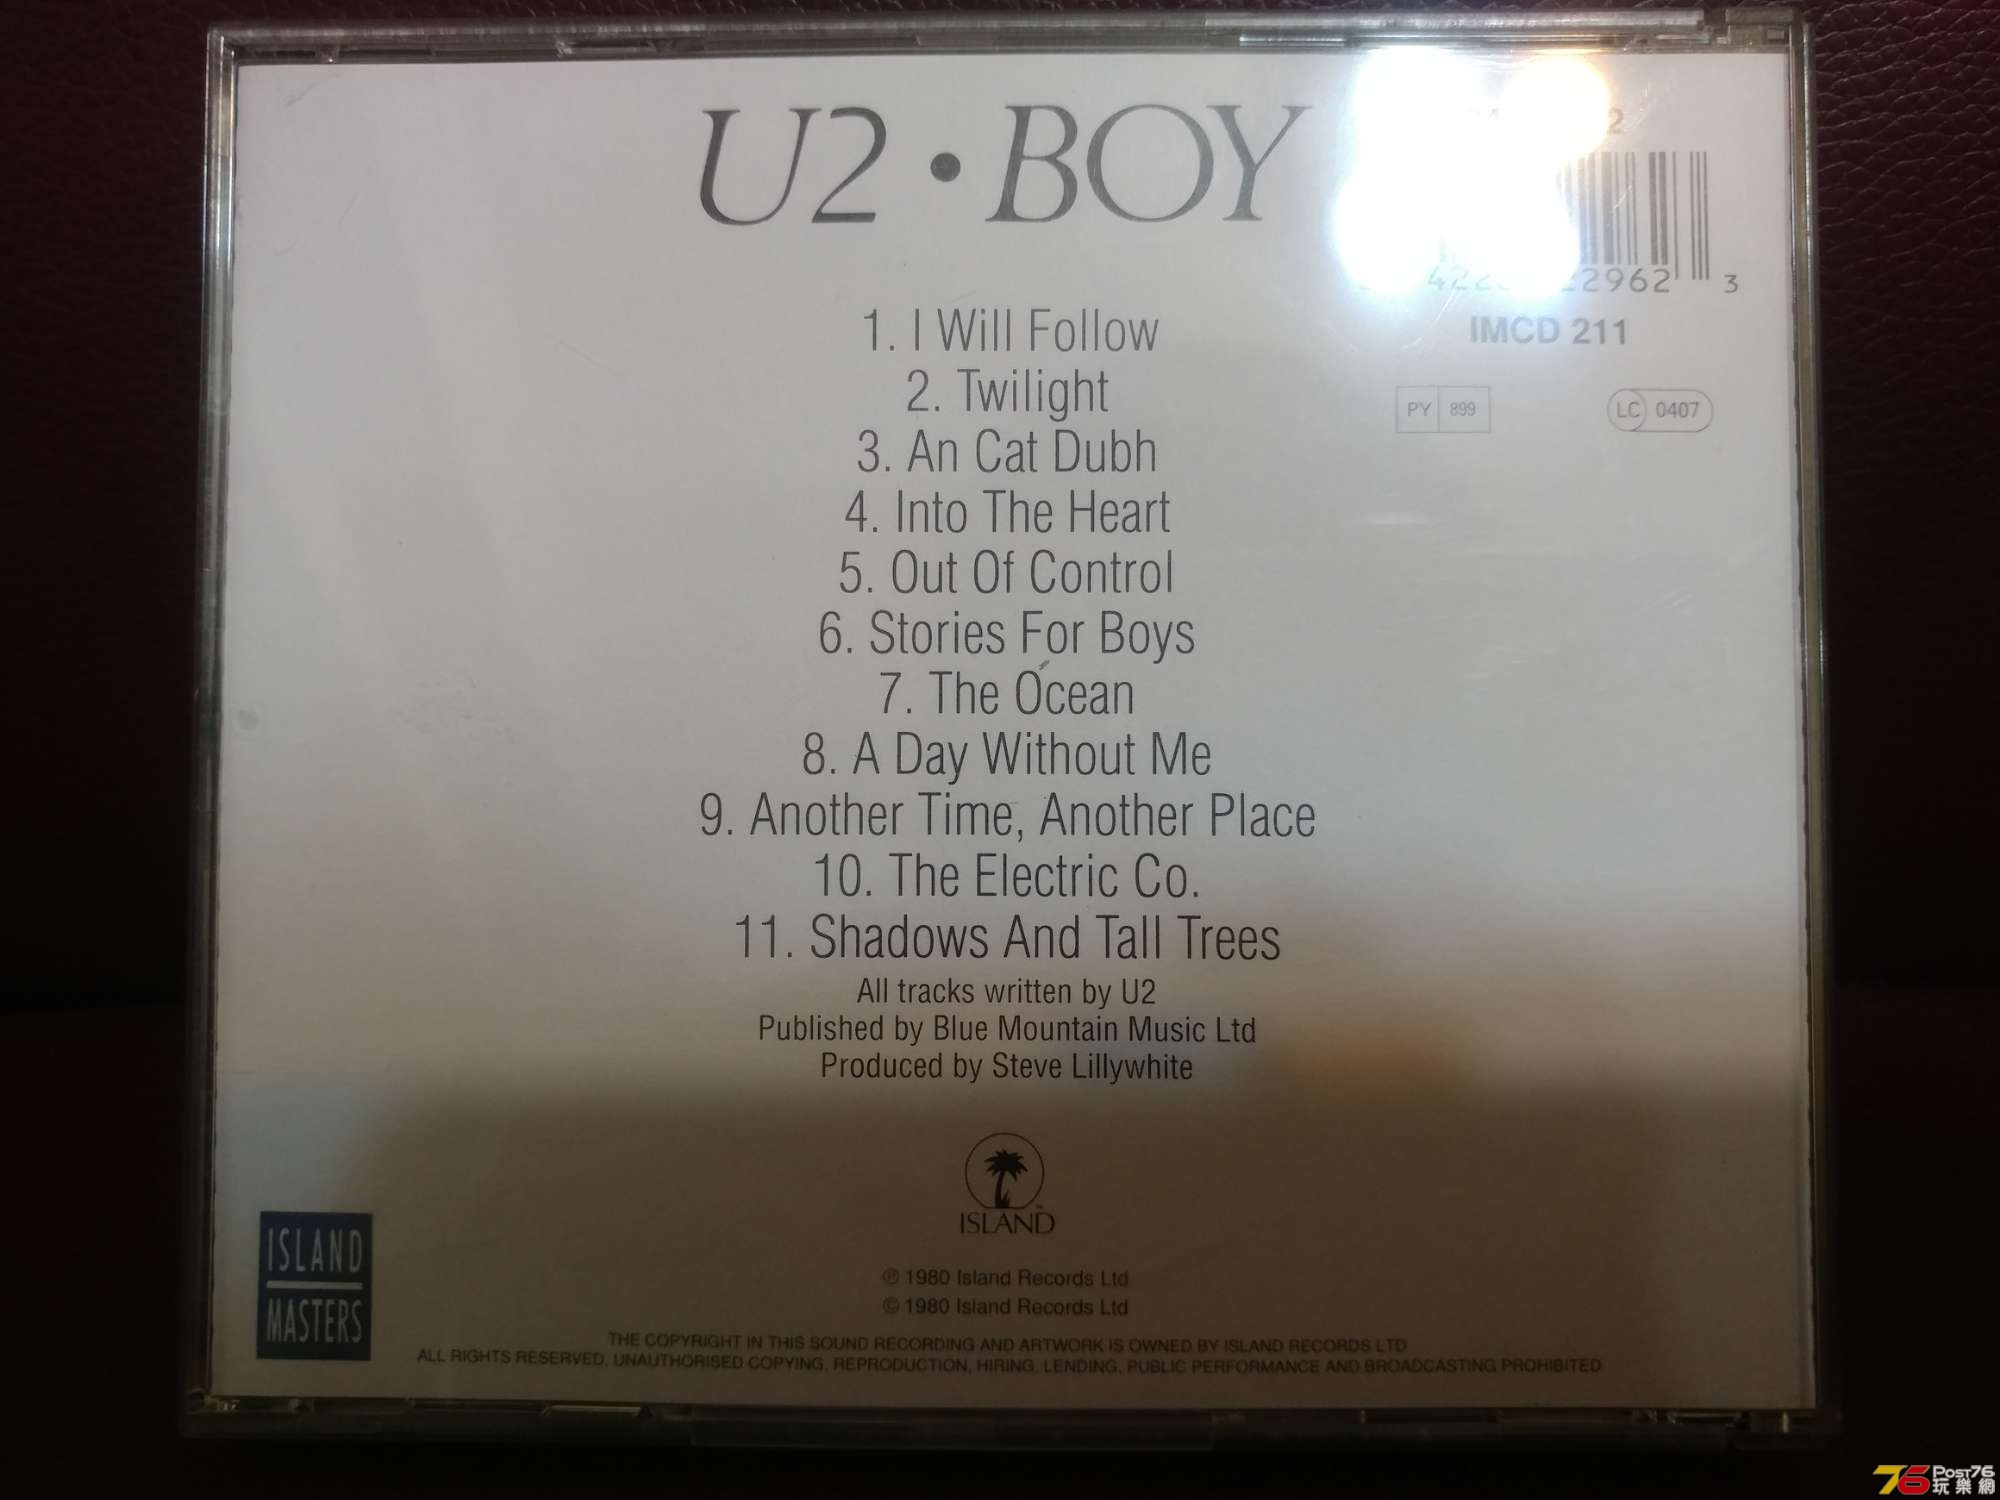 U2 • BOY
1. I Will Follow
2. Twilight
3. An Cat Dubh
4. Into The Heart
5. Out Of Control
6. Stories For Boys
7. The Ocean
8. A Day Without Me
9. Another Time, Another Place
10. The Electric Co.
11. Shadows And Tall Trees
All tracks written by U2
Published by Blue Mountain Music Ltd
Produced by Steve Lillywhite
IMCD 211
PY 899
LC 0407
ISLAND
℗ 1980 Island Records Ltd
© 1980 Island Records Ltd
THE COPYRIGHT IN THIS SOUND RECORDING AND ARTWORK IS OWNED BY ISLAND RECORDS LTD
ALL RIGHTS RESERVED. UNAUTHORISED COPYING, REPRODUCTION, HIRING, LENDING, PUBLIC PERFORMANCE AND BROADCASTING PROHIBITED
ISLAND
MASTERS
76 Post76
玩樂網